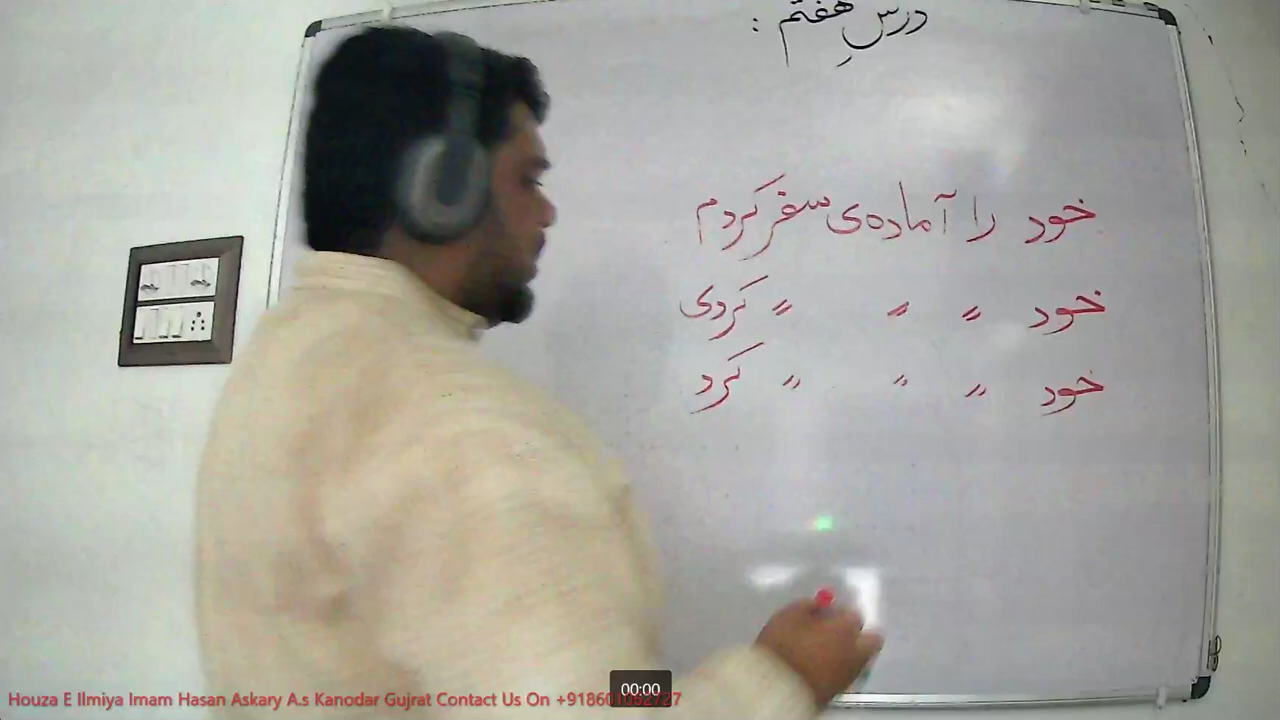 درسِ هفتم :
خود را آماده‌ی سفر کردم
خود " " " کردی
خود " " " کرد
00:00
Houza E Ilmiya Imam Hasan Askary A.s Kanodar Gujrat Contact Us On